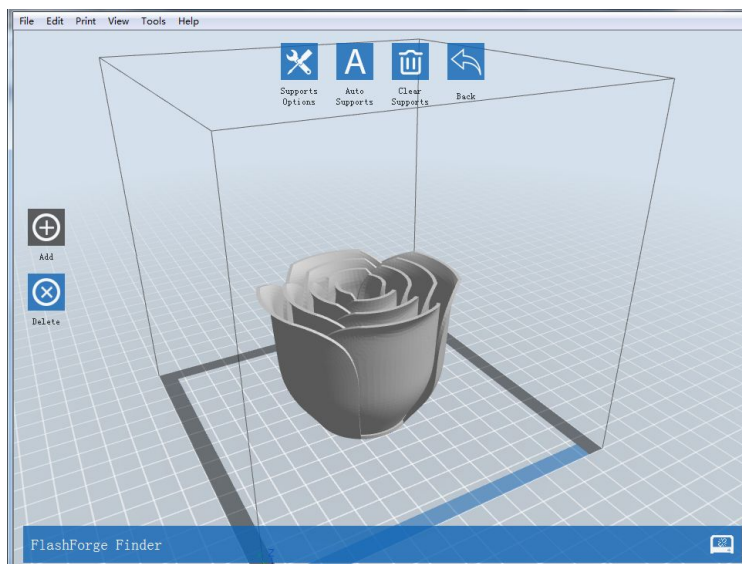 File Edit Print View Tools Help
A
Supports
Options
Auto
Supports
Clear
Supports
Back
Add
Delete
FlashForge Finder